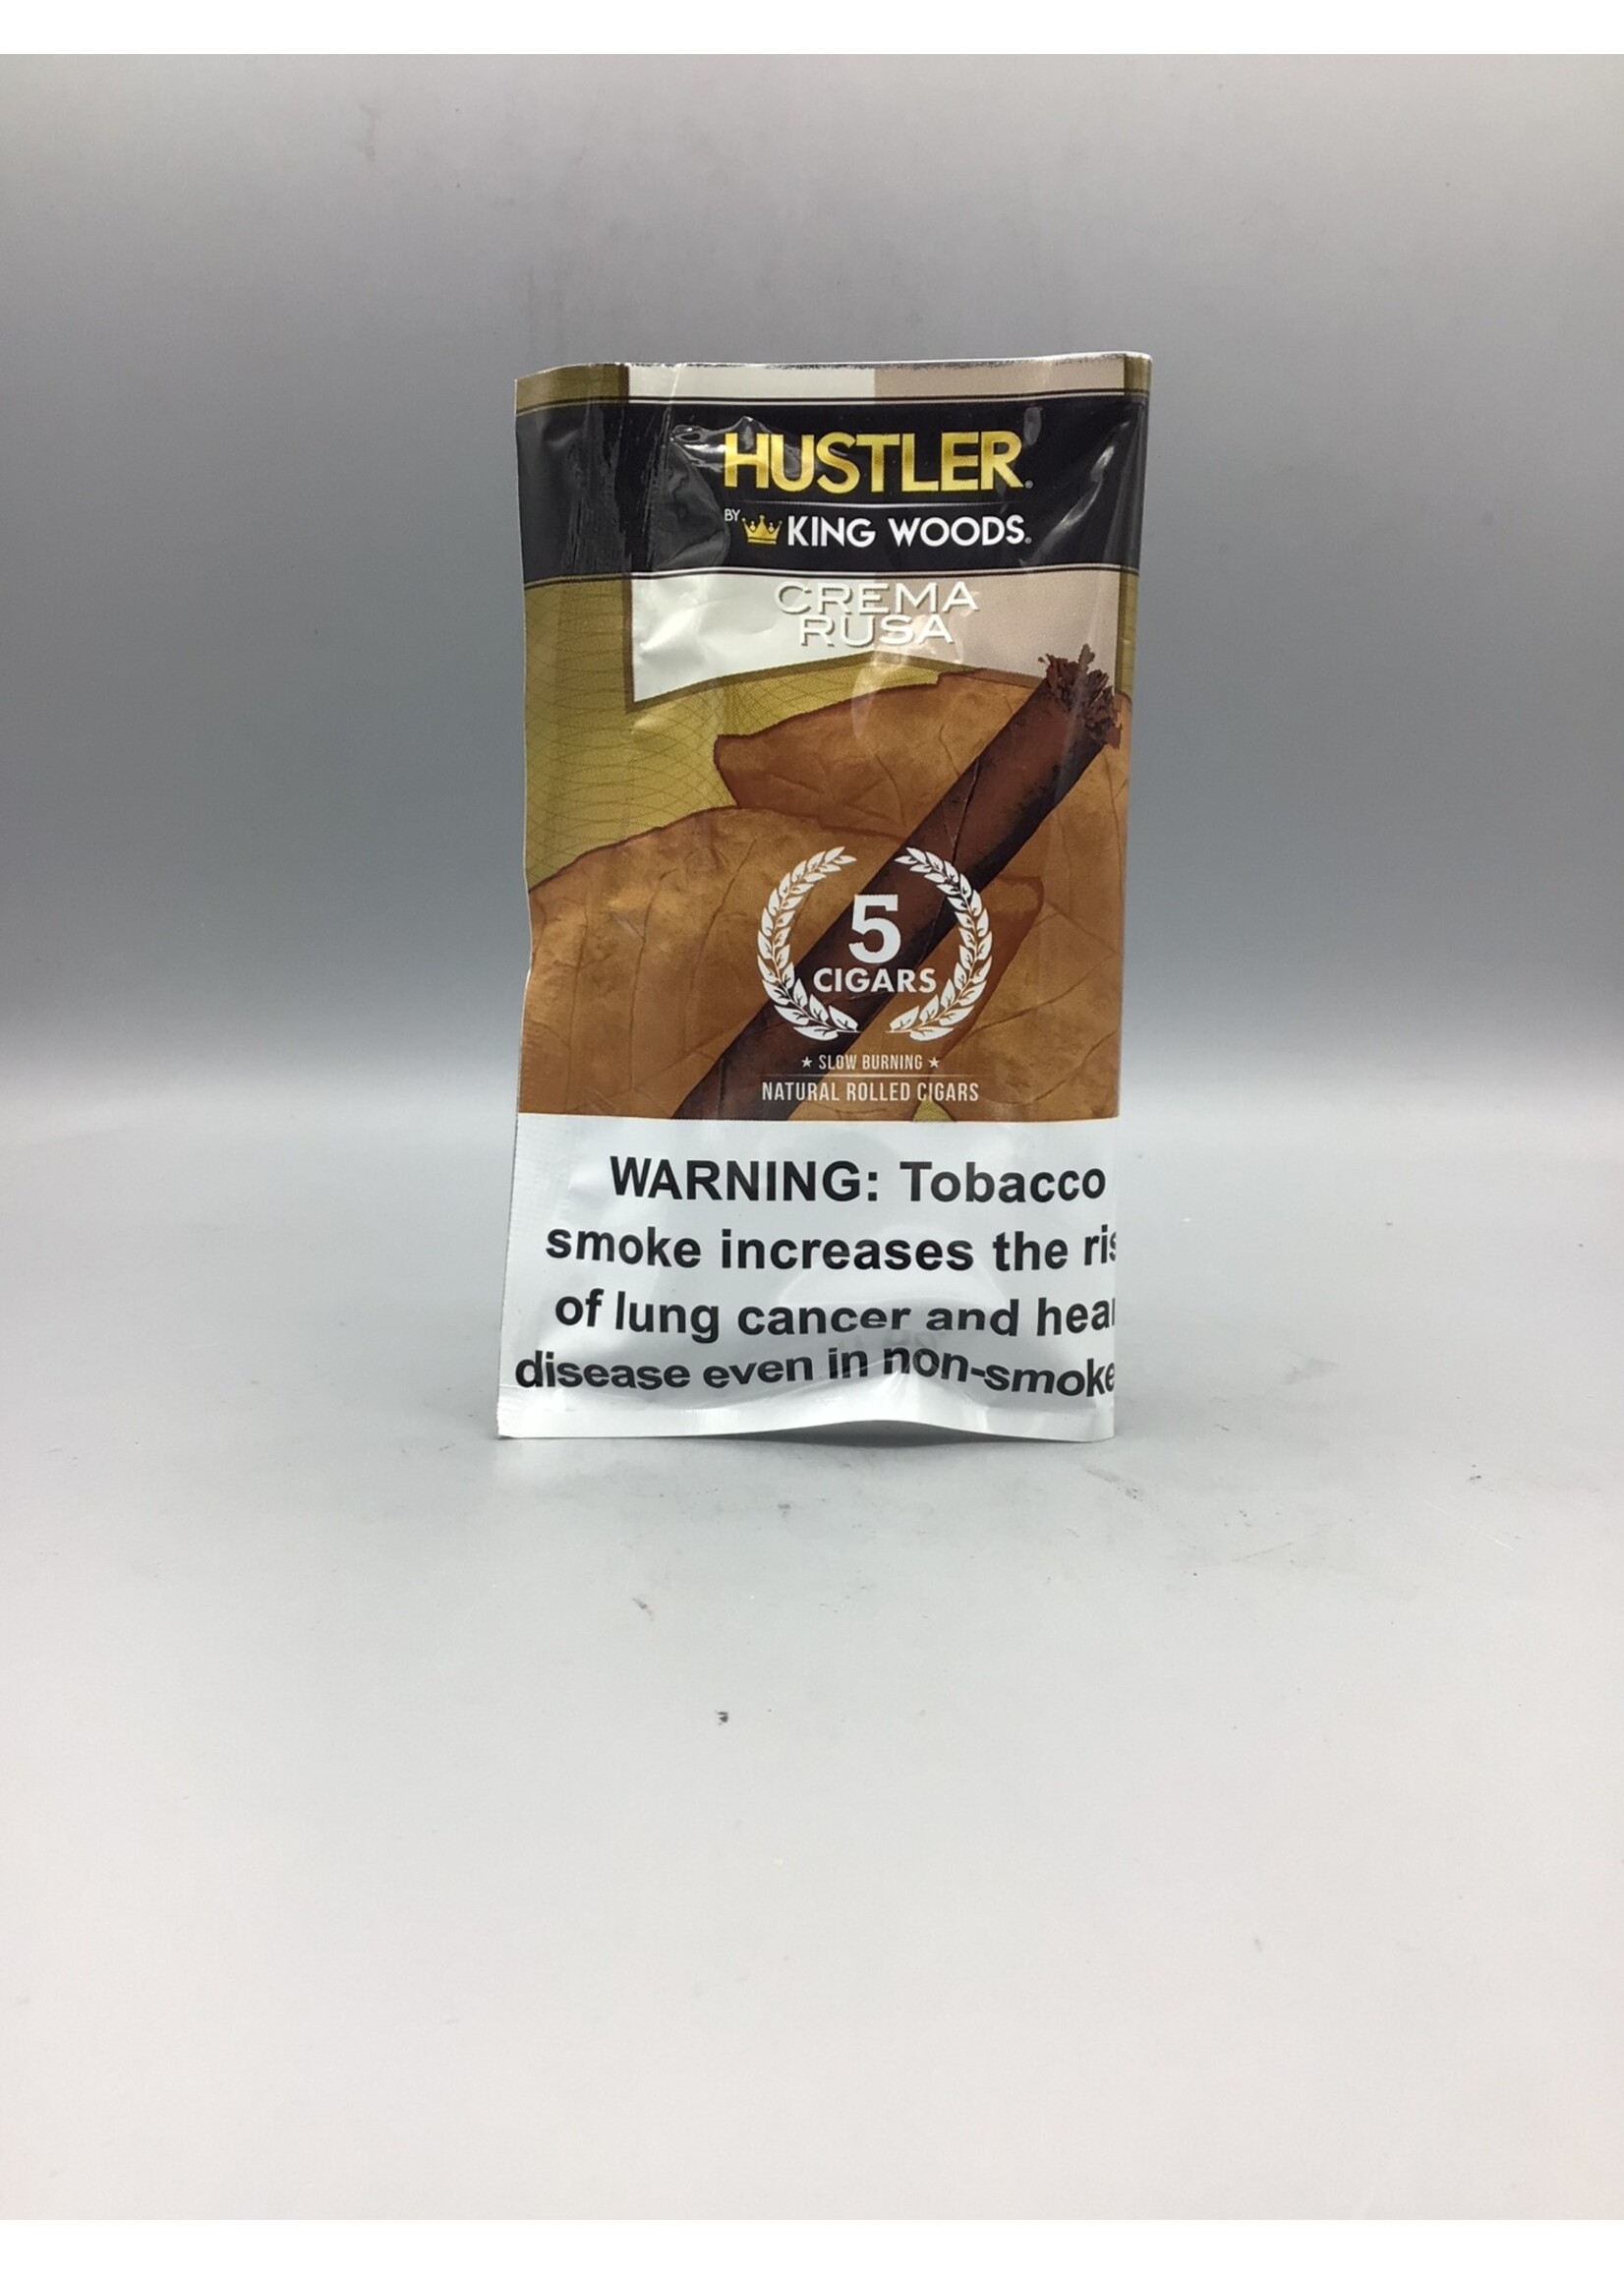 HUSTLER®
BY KING WOODS®
CREMA
RUSA
5
CIGARS
★ SLOW BURNING ★
NATURAL ROLLED CIGARS
WARNING: Tobacco
smoke increases the ris
of lung cancer and hear
disease even in non-smoke